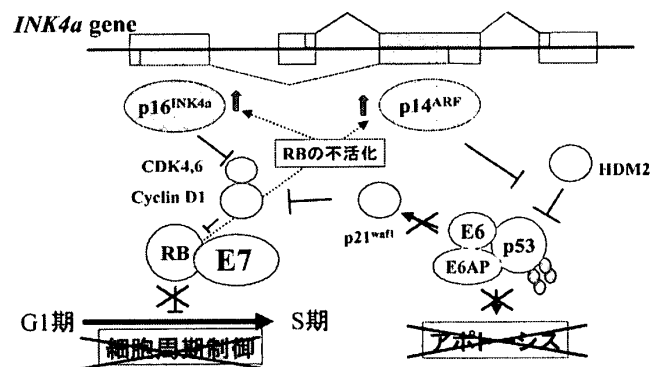 INK4a gene
p16INK4a
p14ARF
RBの不活化
CDK4,6
HDM2
Cyclin D1
p21waf1
E6
p53
RB
E7
E6AP
G1期
S期
細胞周期制御
アポトーシス